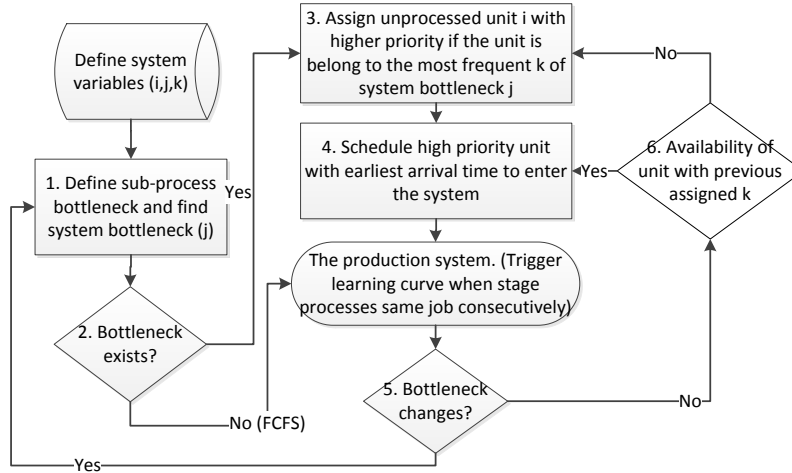 Define system
variables (i,j,k)
1. Define sub-process
bottleneck and find
system bottleneck (j)
2. Bottleneck
exists?
Yes
No (FCFS)
3. Assign unprocessed unit i with
higher priority if the unit is
belong to the most frequent k of
system bottleneck j
4. Schedule high priority unit
with earliest arrival time to enter
the system
The production system. (Trigger
learning curve when stage
processes same job consecutively)
5. Bottleneck
changes?
Yes
No
6. Availability of
unit with previous
assigned k
Yes
No